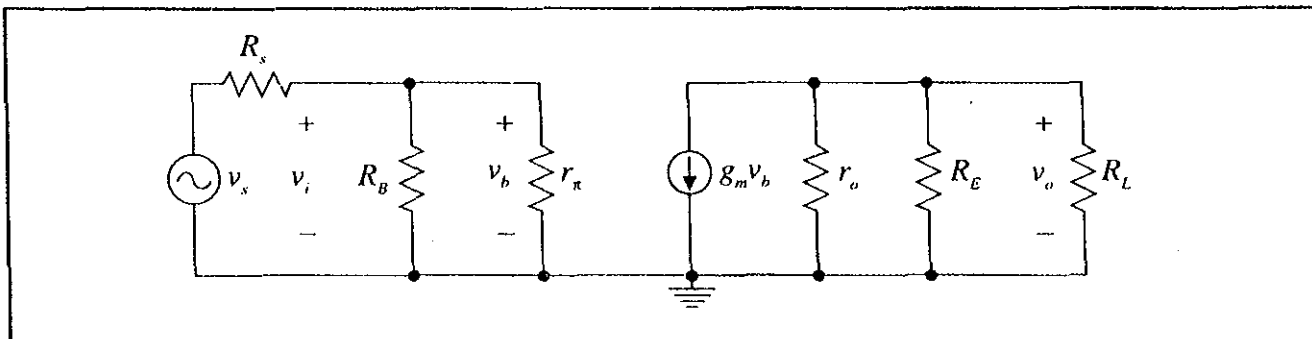 R_s
+ +
+
v_s v_i R_B v_b r_π g_m v_b r_o R_E v_o R_L
− −
−